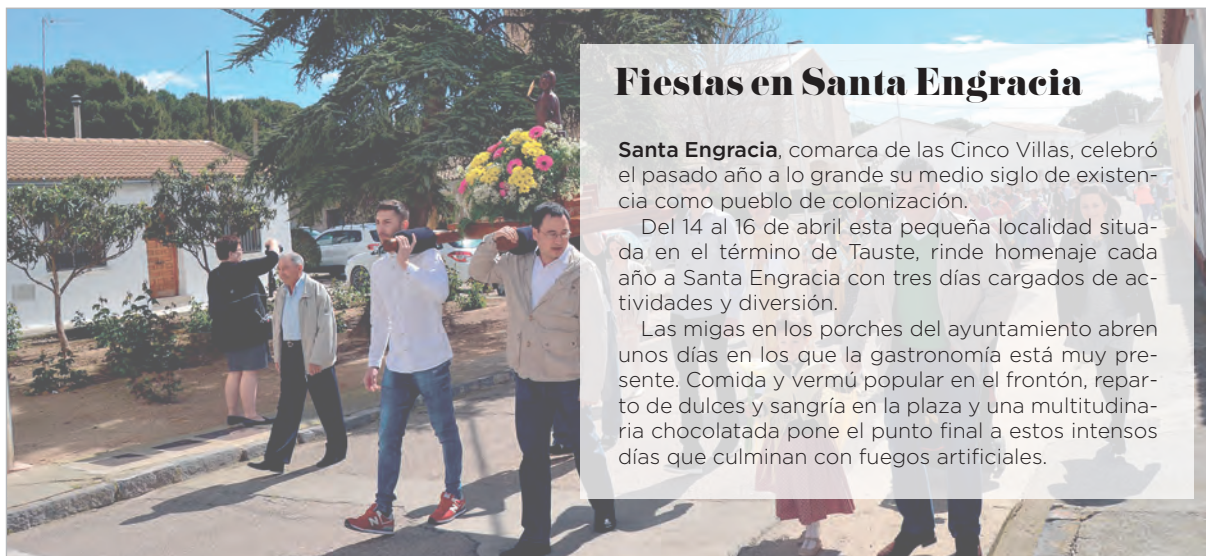 Fiestas en Santa Engracia
Santa Engracia, comarca de las Cinco Villas, celebró
el pasado año a lo grande su medio siglo de existen-
cia como pueblo de colonización.
Del 14 al 16 de abril esta pequeña localidad situa-
da en el término de Tauste, rinde homenaje cada
año a Santa Engracia con tres días cargados de ac-
tividades y diversión.
Las migas en los porches del ayuntamiento abren
unos días en los que la gastronomía está muy pre-
sente. Comida y vermú popular en el frontón, repar-
to de dulces y sangría en la plaza y una multitudina-
ria chocolatada pone el punto final a estos intensos
días que culminan con fuegos artificiales.